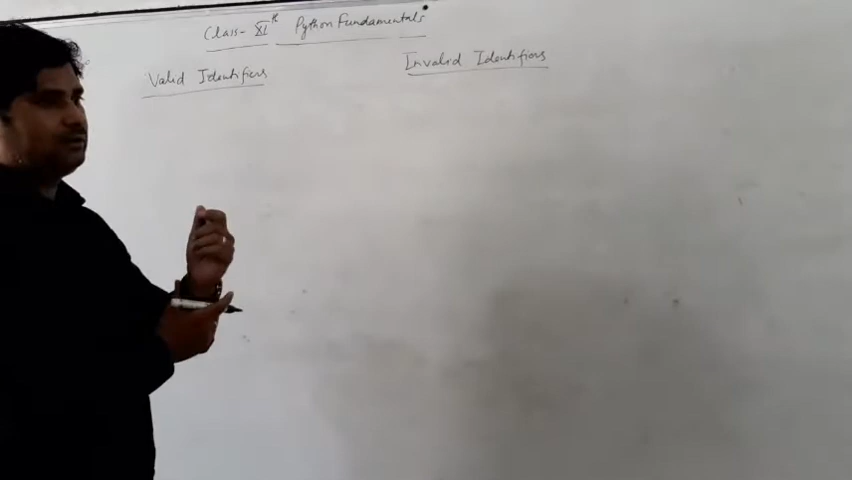 Class- XIth Python Fundamentals
Valid Identifiers
Invalid Identifiers